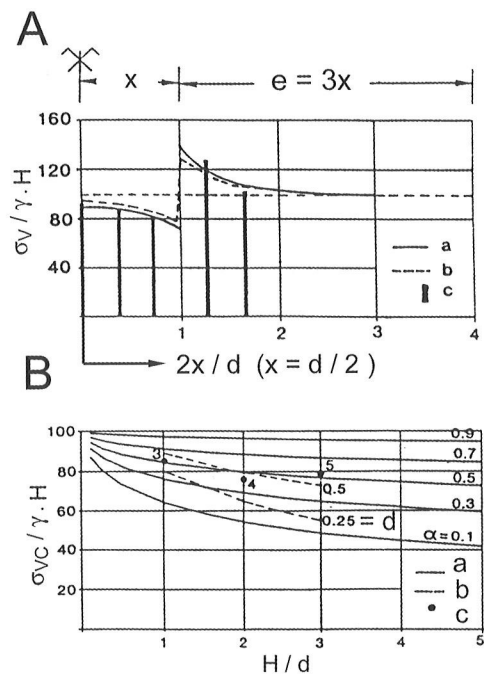 A
x
e = 3x
160
120
80
40
σV / γ · H
a
b
c
1
2
3
4
2x / d ( x = d / 2 )
B
100
80
60
40
20
σVC / γ · H
0.9
0.7
0.5
0.3
α=0.1
3
4
5
0.5
0.25 = d
a
b
c
1
2
3
4
5
H / d